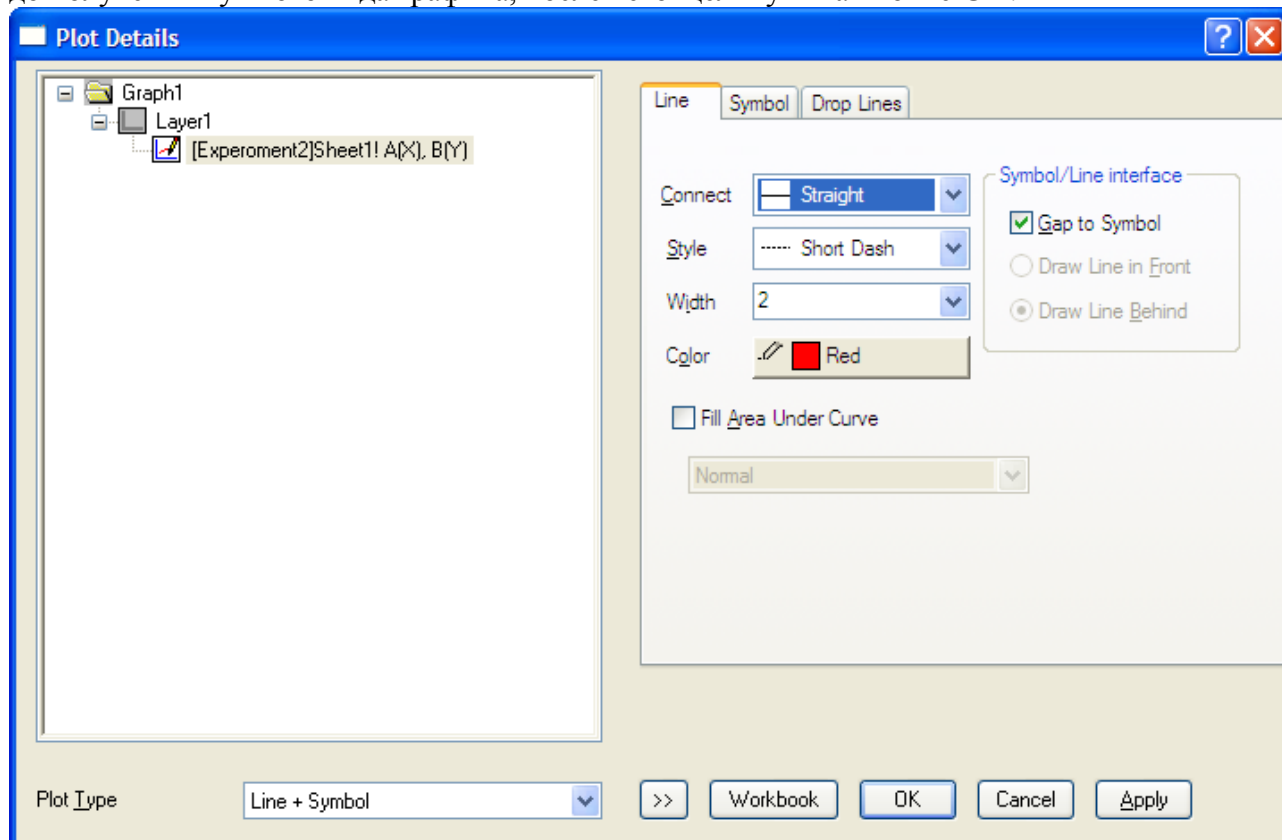 Plot Details
Graph1
Layer1
[Experoment2]Sheet1! A(X), B(Y)
Line
Symbol
Drop Lines
Connect
Straight
Style
Short Dash
Width
2
Color
Red
Symbol/Line interface
Gap to Symbol
Draw Line in Front
Draw Line Behind
Fill Area Under Curve
Normal
Plot Type
Line + Symbol
>>
Workbook
OK
Cancel
Apply